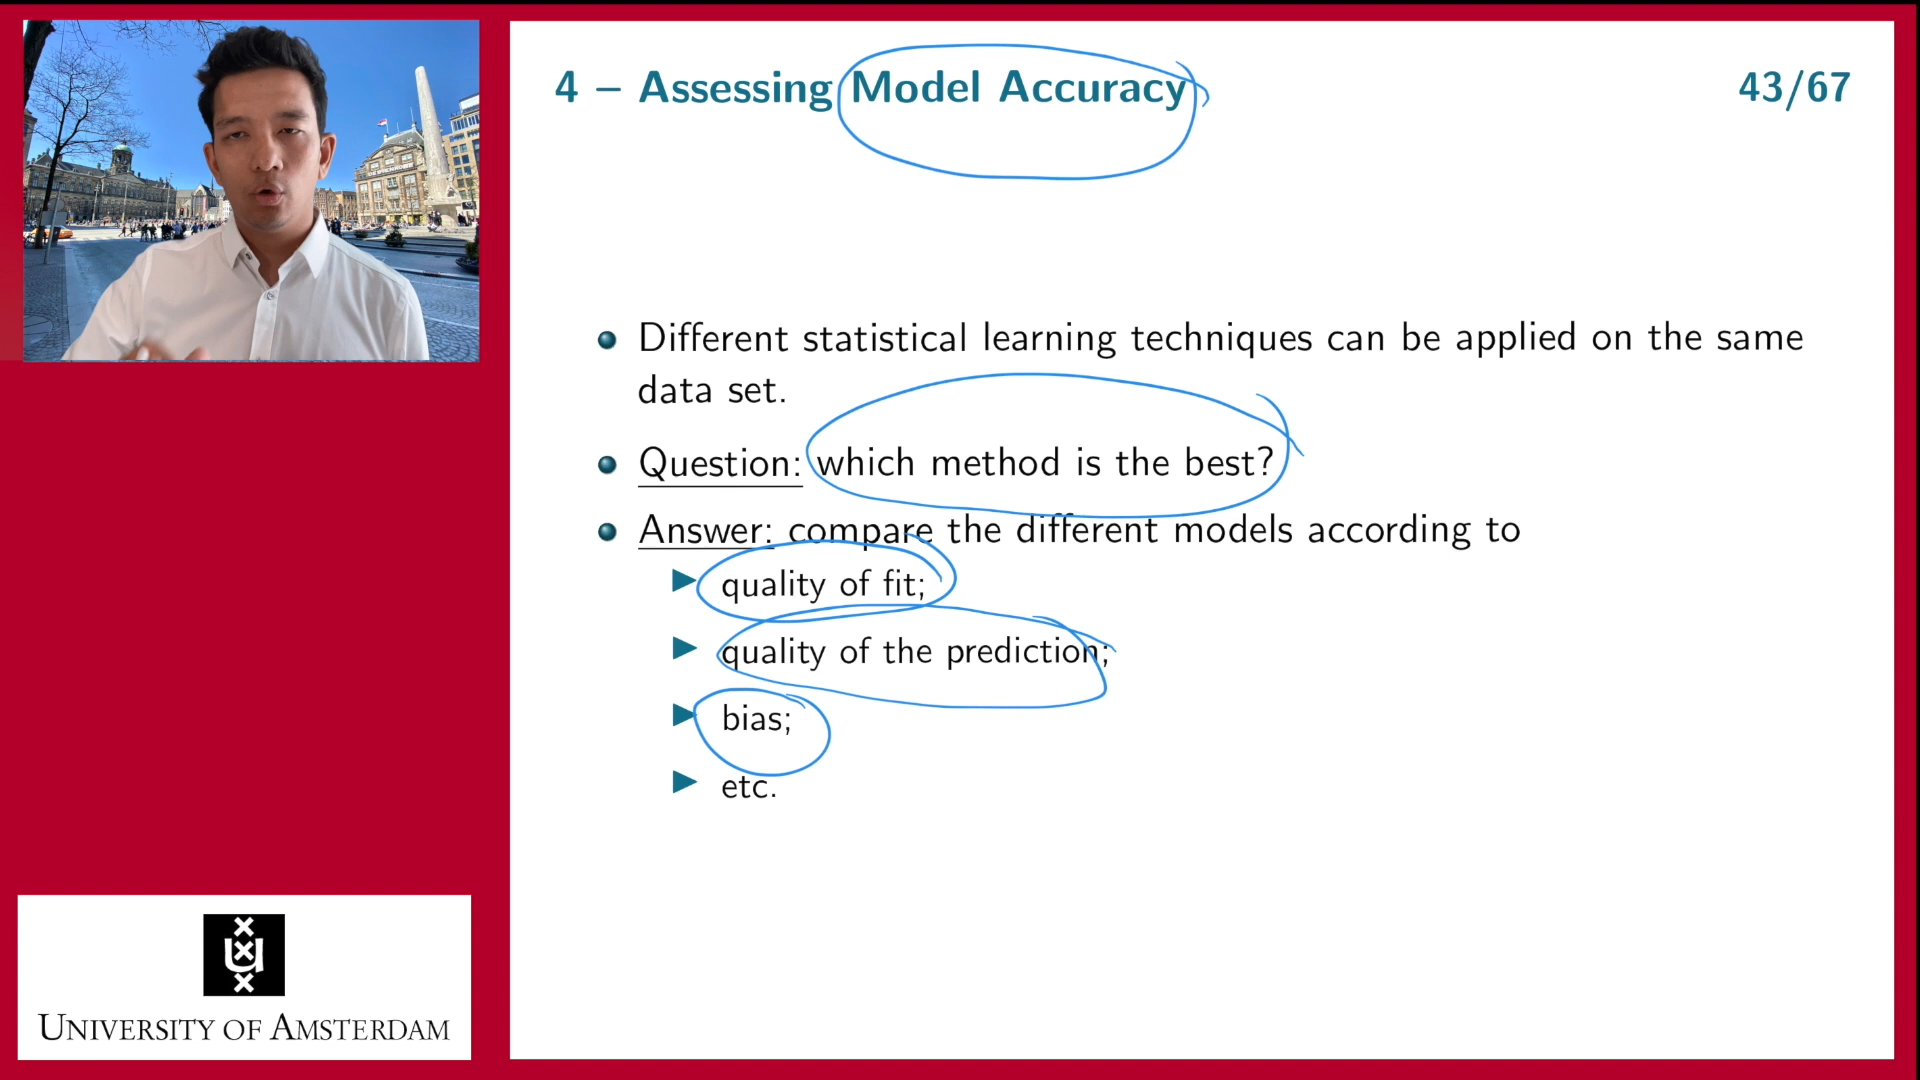 4 – Assessing Model Accuracy
43/67
• Different statistical learning techniques can be applied on the same
data set.
• Question: which method is the best?
• Answer: compare the different models according to
▶ quality of fit;
▶ quality of the prediction;
▶ bias;
▶ etc.
UNIVERSITY OF AMSTERDAM